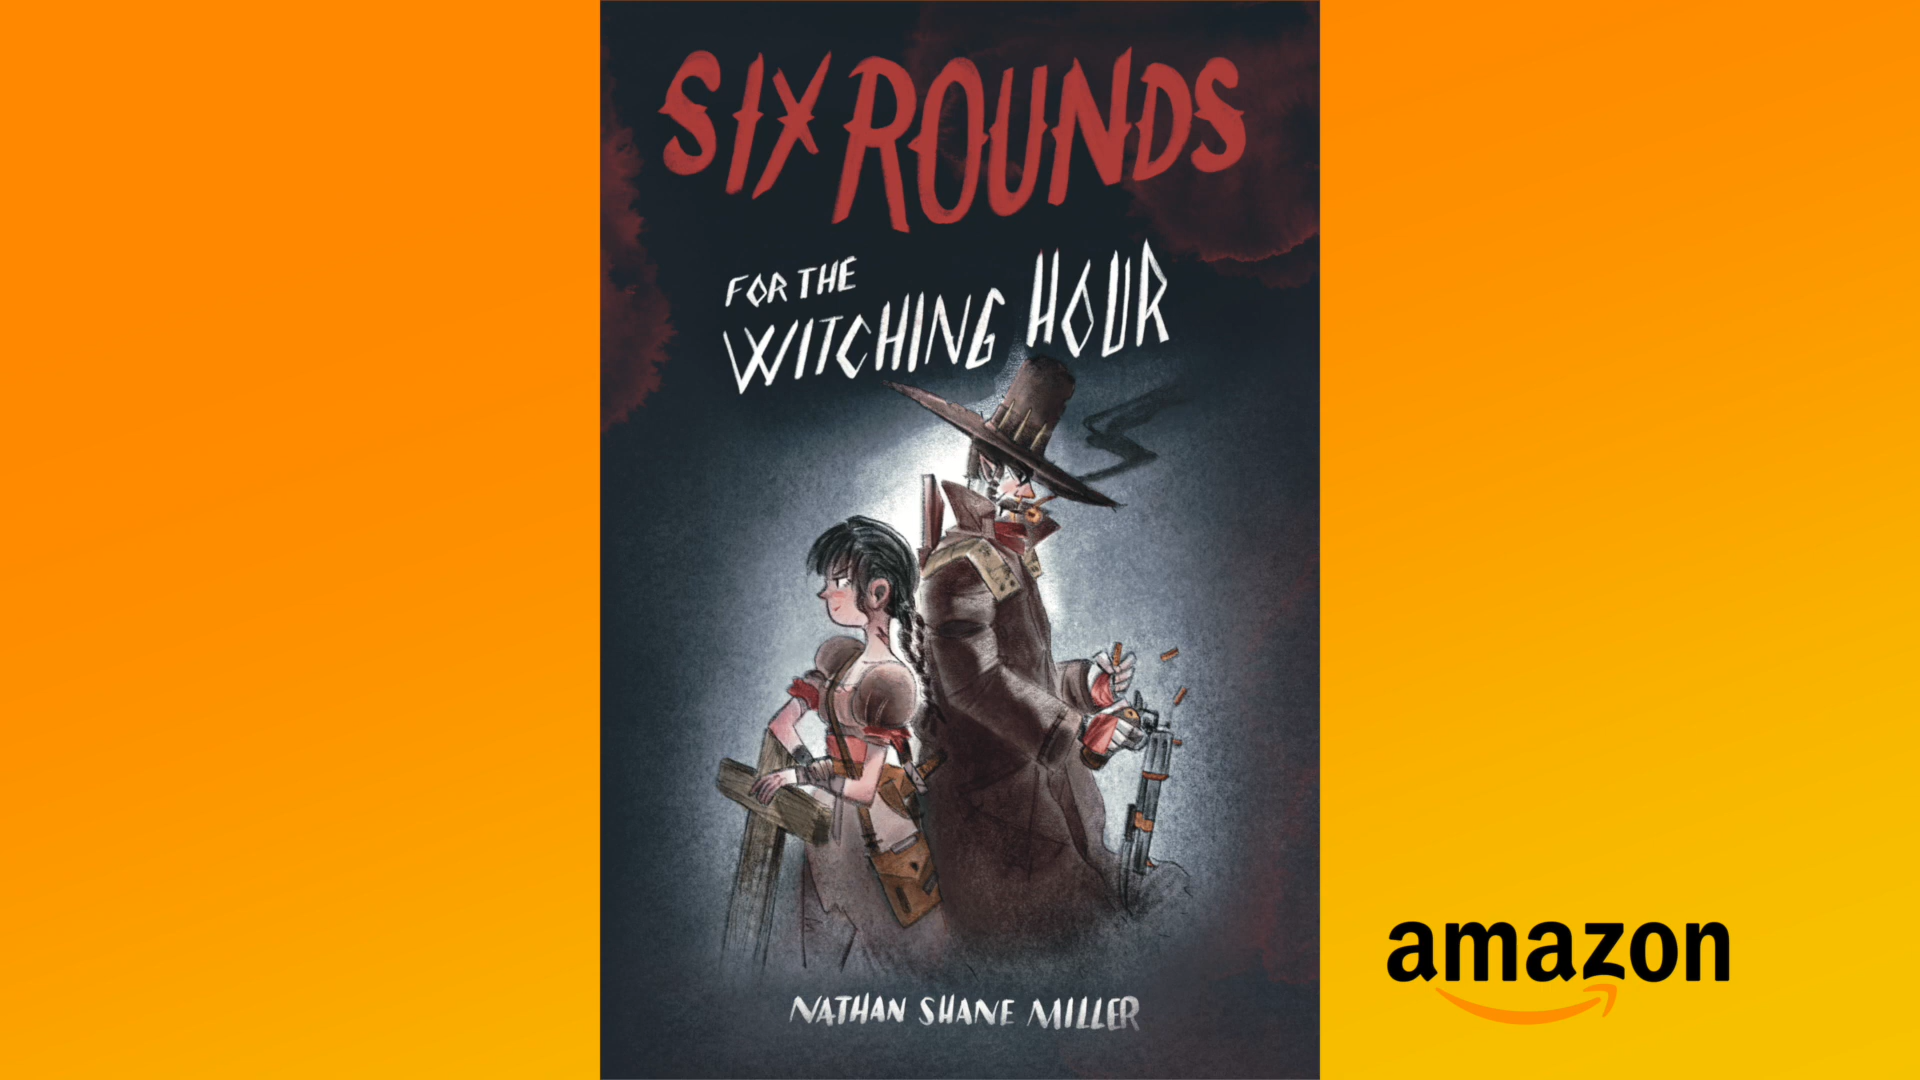 SIX ROUNDS
FOR THE
WITCHING HOUR
NATHAN SHANE MILLER
amazon